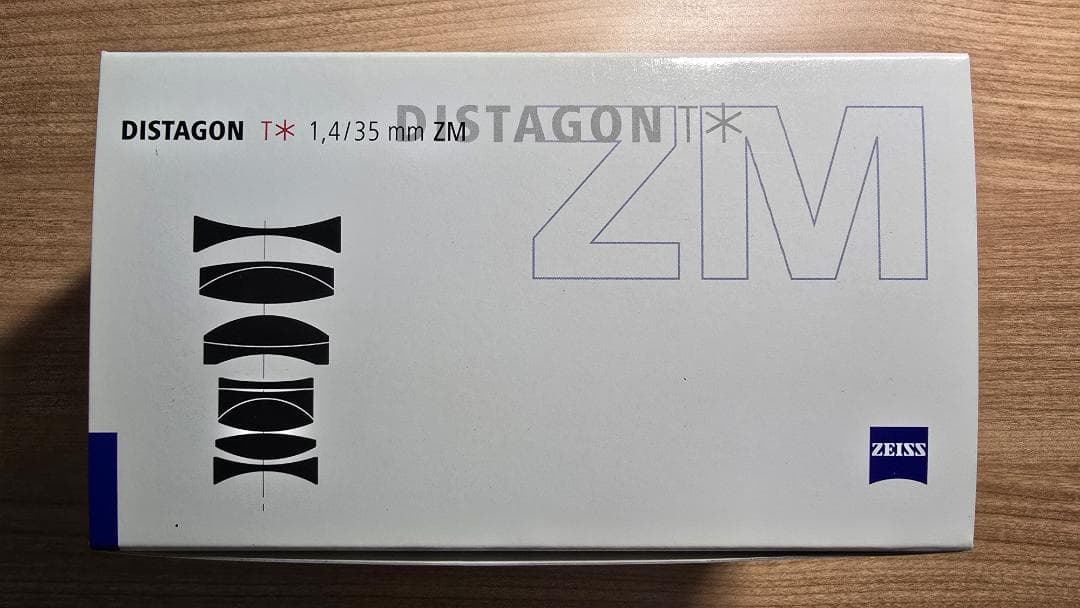 DISTAGON T* 1,4/35 mm ZM
DISTAGON T*
ZM
ZEISS